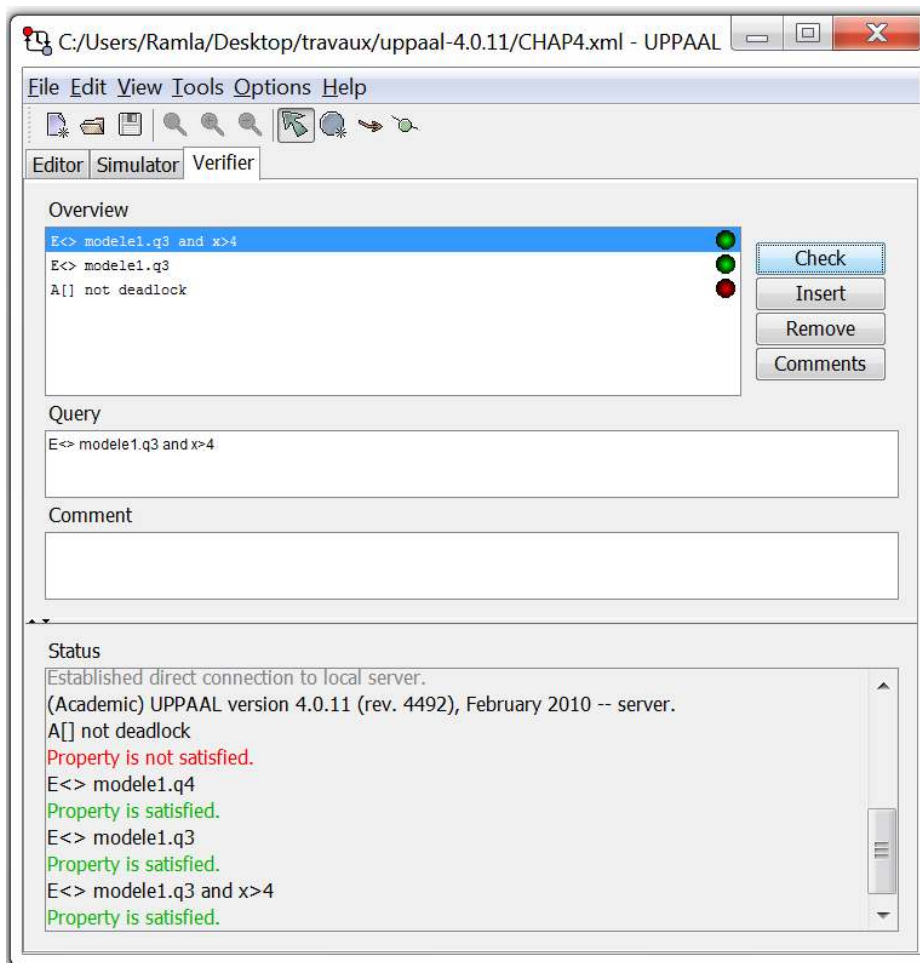 C:/Users/Ramla/Desktop/travaux/uppaal-4.0.11/CHAP4.xml - UPPAAL
File Edit View Tools Options Help
Editor Simulator Verifier
Overview
E<> modele1.q3 and x>4
E<> modele1.q3
A[] not deadlock
Check
Insert
Remove
Comments
Query
E<> modele1.q3 and x>4
Comment
Status
Established direct connection to local server.
(Academic) UPPAAL version 4.0.11 (rev. 4492), February 2010 -- server.
A[] not deadlock
Property is not satisfied.
E<> modele1.q4
Property is satisfied.
E<> modele1.q3
Property is satisfied.
E<> modele1.q3 and x>4
Property is satisfied.